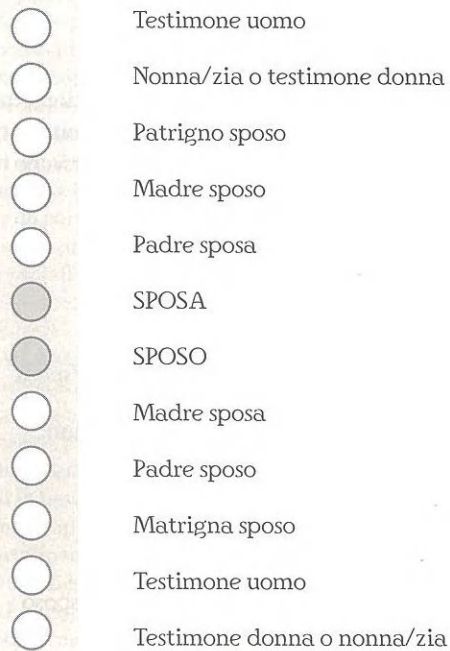 Testimone uomo
Nonna/zia o testimone donna
Patrigno sposo
Madre sposo
Padre sposa
SPOSA
SPOSO
Madre sposa
Padre sposo
Matrigna sposo
Testimone uomo
Testimone donna o nonna/zia